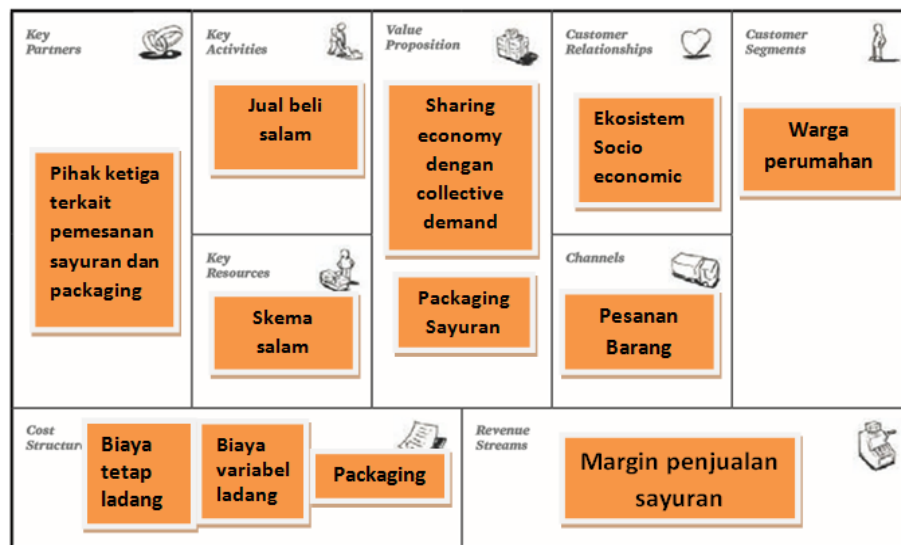 Key
Partners
Pihak ketiga
terkait
pemesanan
sayuran dan
packaging
Key
Activities
Jual beli
salam
Key
Resources
Skema
salam
Value
Proposition
Sharing
economy
dengan
collective
demand
Packaging
Sayuran
Customer
Relationships
Ekosistem
Socio
economic
Channels
Pesanan
Barang
Customer
Segments
Warga
perumahan
Cost
Structure
Biaya
tetap
ladang
Biaya
variabel
ladang
Packaging
Revenue
Streams
Margin penjualan
sayuran